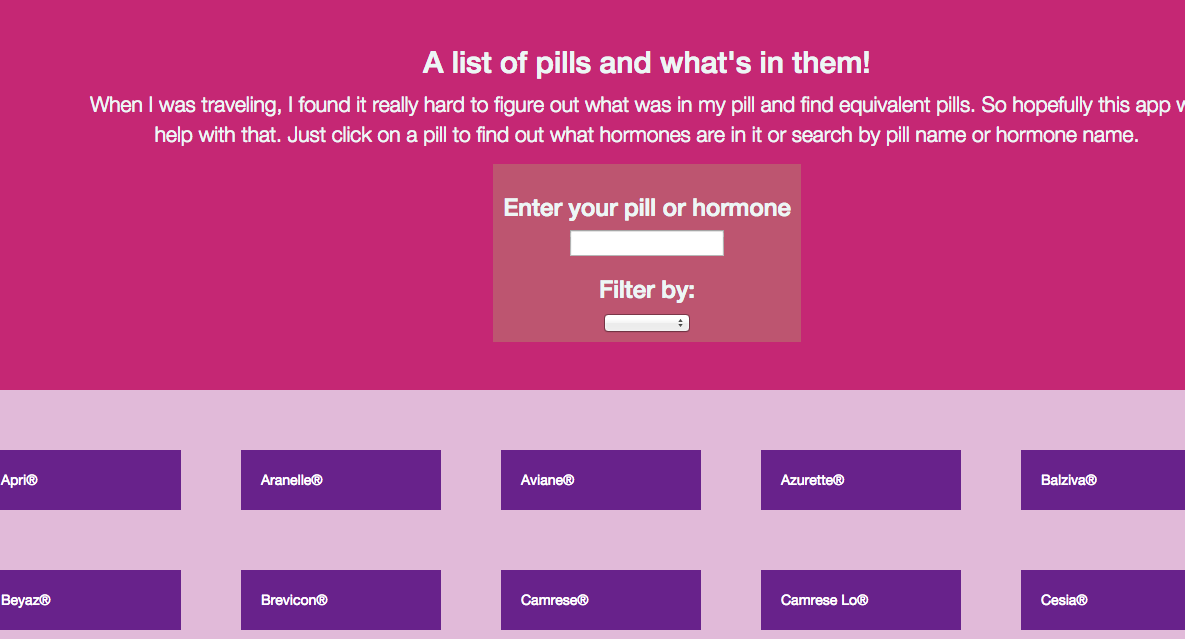 A list of pills and what's in them!
When I was traveling, I found it really hard to figure out what was in my pill and find equivalent pills. So hopefully this app
help with that. Just click on a pill to find out what hormones are in it or search by pill name or hormone name.
Enter your pill or hormone
Filter by:
Apri® Aranelle® Aviane® Azurette® Balziva®
Beyaz® Brevicon® Camrese® Camrese Lo® Cesia®